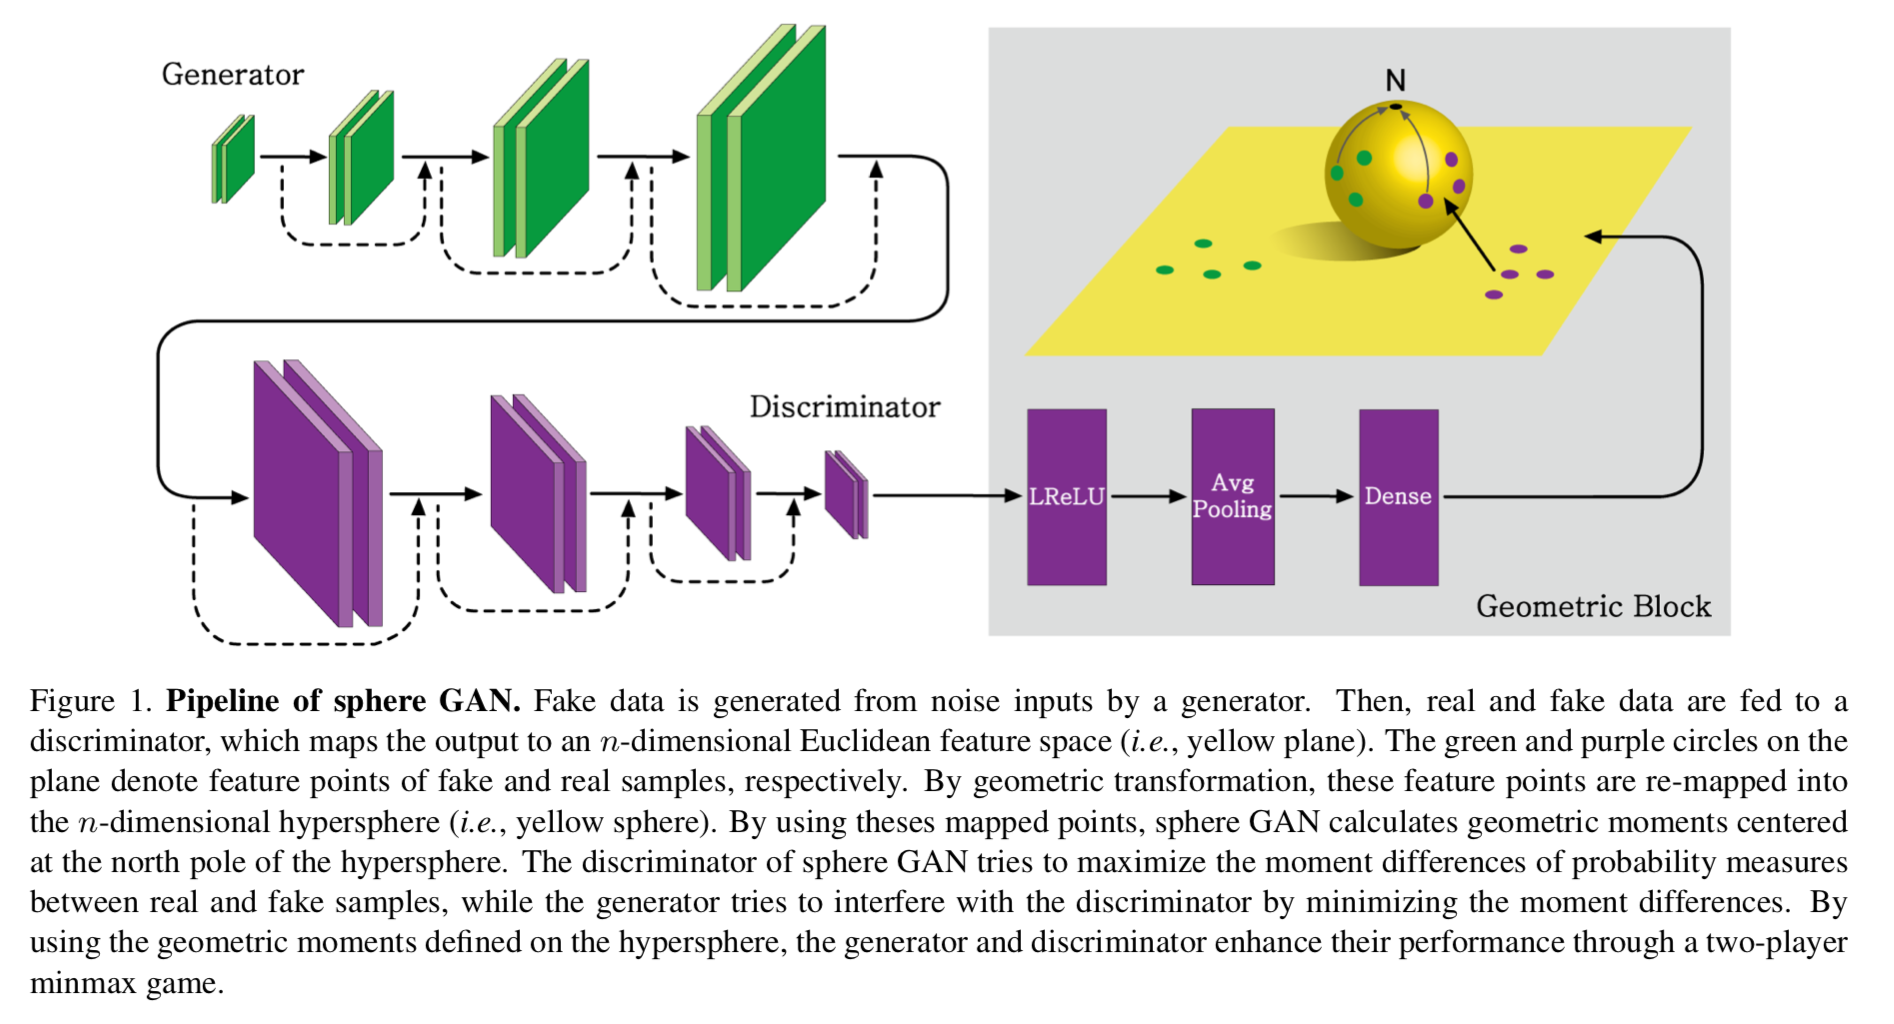 Generator
N
Discriminator
LReLU
Avg
Pooling
Dense
Geometric Block
Figure 1. Pipeline of sphere GAN. Fake data is generated from noise inputs by a generator. Then, real and fake data are fed to a
discriminator, which maps the output to an n-dimensional Euclidean feature space (i.e., yellow plane). The green and purple circles on the
plane denote feature points of fake and real samples, respectively. By geometric transformation, these feature points are re-mapped into
the n-dimensional hypersphere (i.e., yellow sphere). By using theses mapped points, sphere GAN calculates geometric moments centered
at the north pole of the hypersphere. The discriminator of sphere GAN tries to maximize the moment differences of probability measures
between real and fake samples, while the generator tries to interfere with the discriminator by minimizing the moment differences. By
using the geometric moments defined on the hypersphere, the generator and discriminator enhance their performance through a two-player
minmax game.